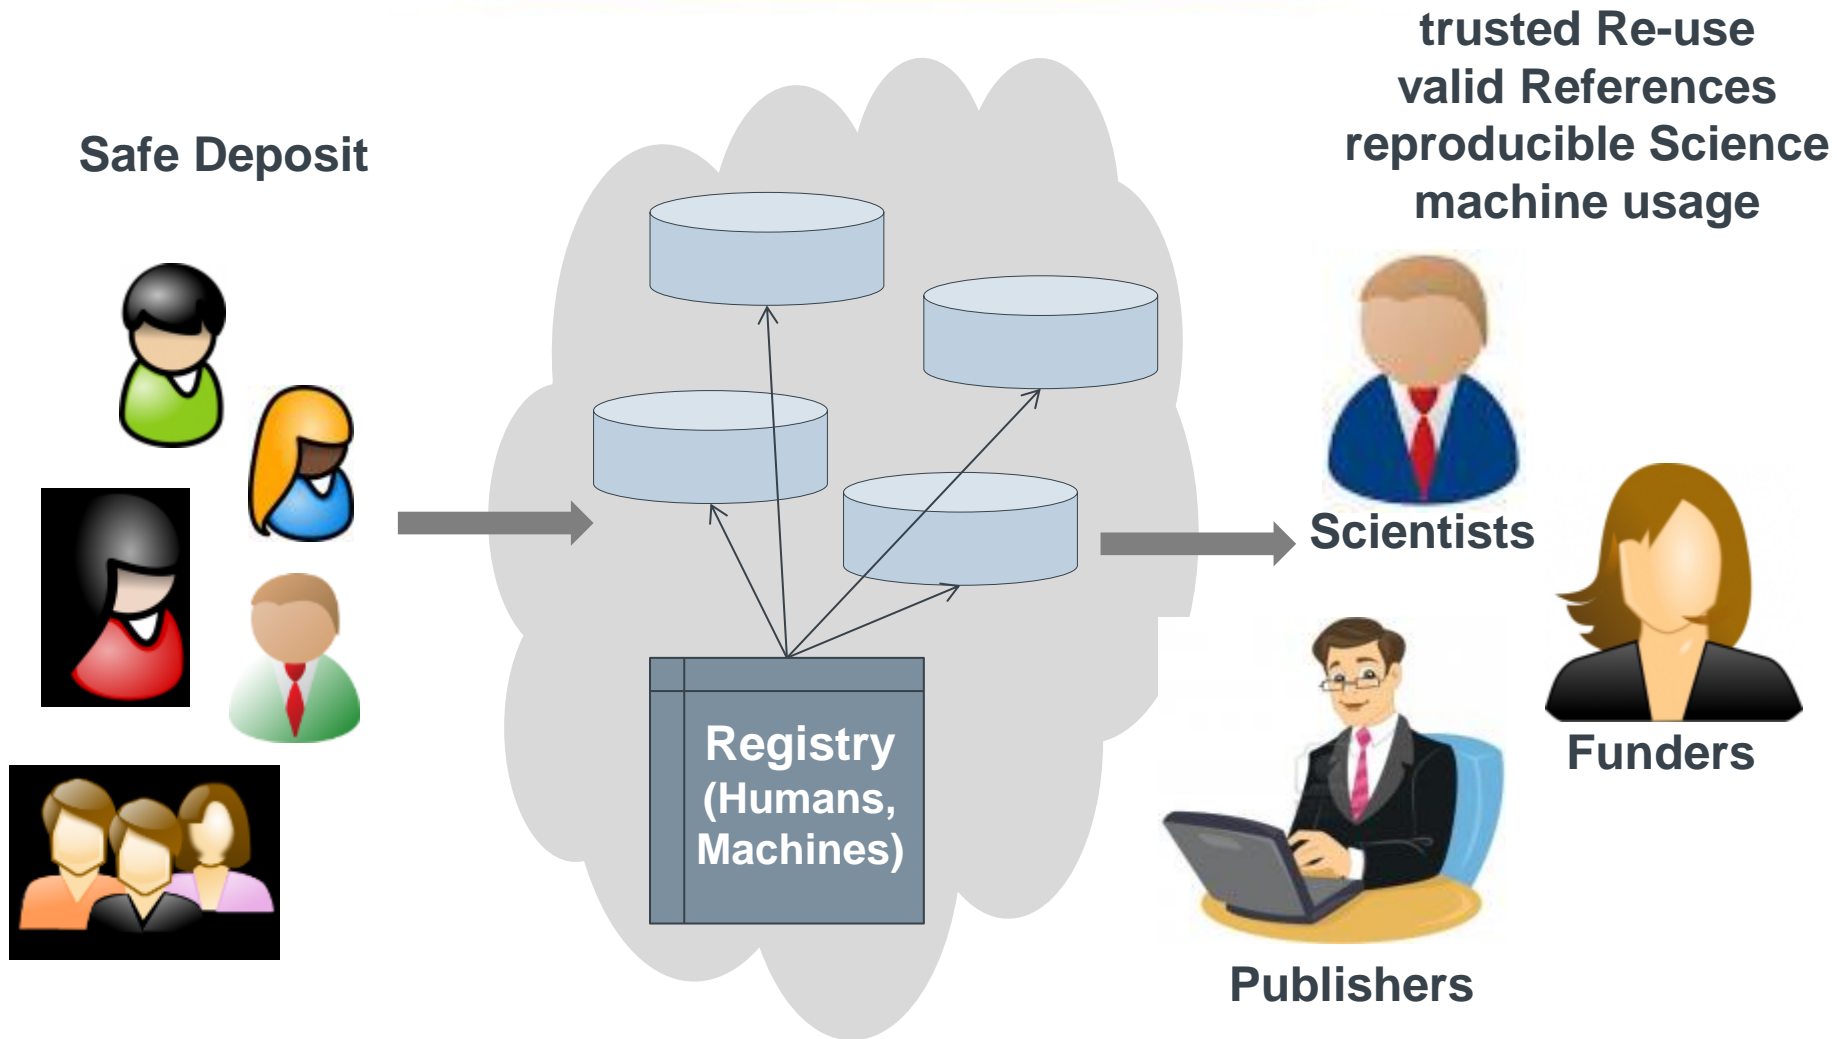 Safe Deposit
trusted Re-use
valid References
reproducible Science
machine usage
Scientists
Funders
Registry
(Humans,
Machines)
Publishers